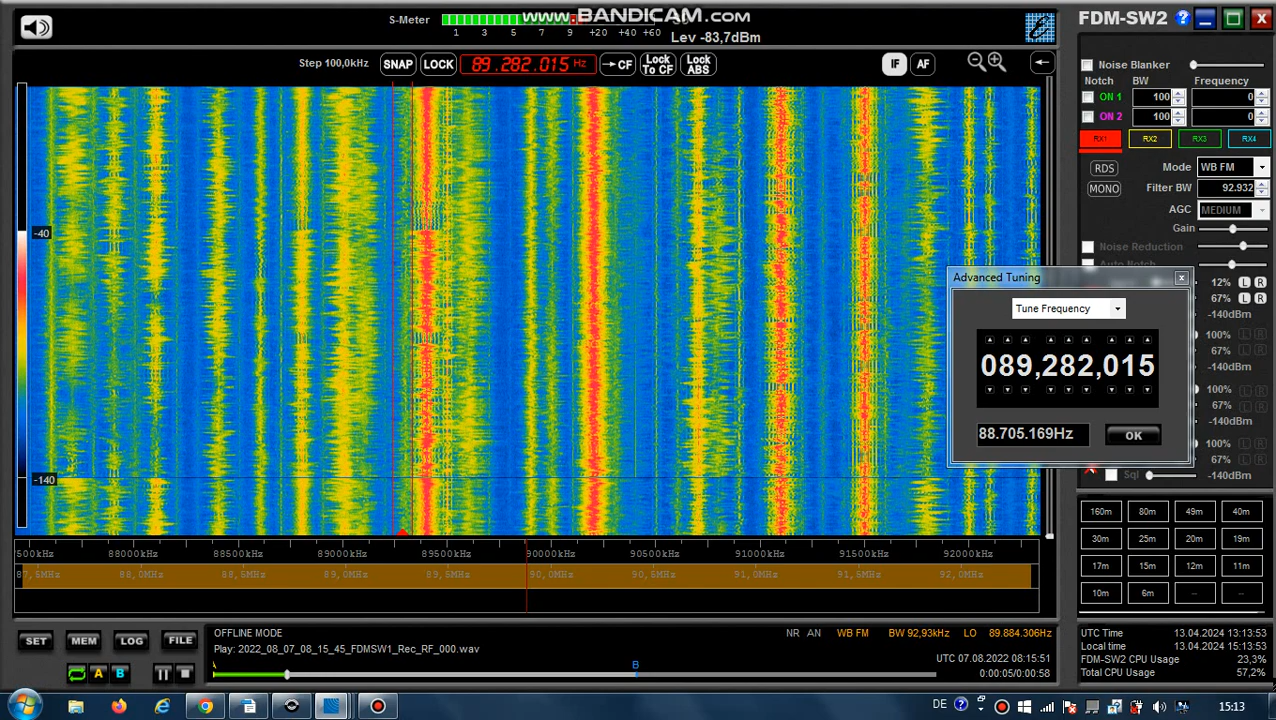 www.BANDICAM.com
S-Meter
1 3 5 7 9 +20 +40 +60
Lev -83,7dBm
FDM-SW2
Step 100,0kHz
SNAP
LOCK
89.282.015 Hz
→CF
Lock To CF
Lock ABS
IF
AF
Noise Blanker
Notch BW Frequency
ON 1 100 0
ON 2 100 0
RX1 RX2 RX3 RX4
RDS Mode WB FM
MONO Filter BW 92.932
AGC MEDIUM
Gain
Noise Reduction
Auto Notch
12% L R
67% L R
-140dBm
100% L R
67% L R
-140dBm
100% L R
67% L R
-140dBm
100% L R
67% L R
Sql -140dBm
-40
-140
Advanced Tuning
Tune Frequency
089,282,015
88.705.169Hz
OK
500kHz 88000kHz 88500kHz 89000kHz 89500kHz 90000kHz 90500kHz 91000kHz 91500kHz 92000kHz
87,5MHz 88,0MHz 88,5MHz 89,0MHz 89,5MHz 90,0MHz 90,5MHz 91,0MHz 91,5MHz 92,0MHz
160m 80m 49m 40m
30m 25m 20m 19m
17m 15m 12m 11m
10m 6m -- --
SET MEM LOG FILE
A B
OFFLINE MODE
NR AN WB FM BW 92,93kHz LO 89.884.306Hz
Play: 2022_08_07_08_15_45_FDMSW1_Rec_RF_000.wav
UTC 07.08.2022 08:15:51
A
B
0:00:05/0:00:58
UTC Time 13.04.2024 13:13:53
Local time 13.04.2024 15:13:53
FDM-SW2 CPU Usage 23,3%
Total CPU Usage 57,2%
DE
15:13